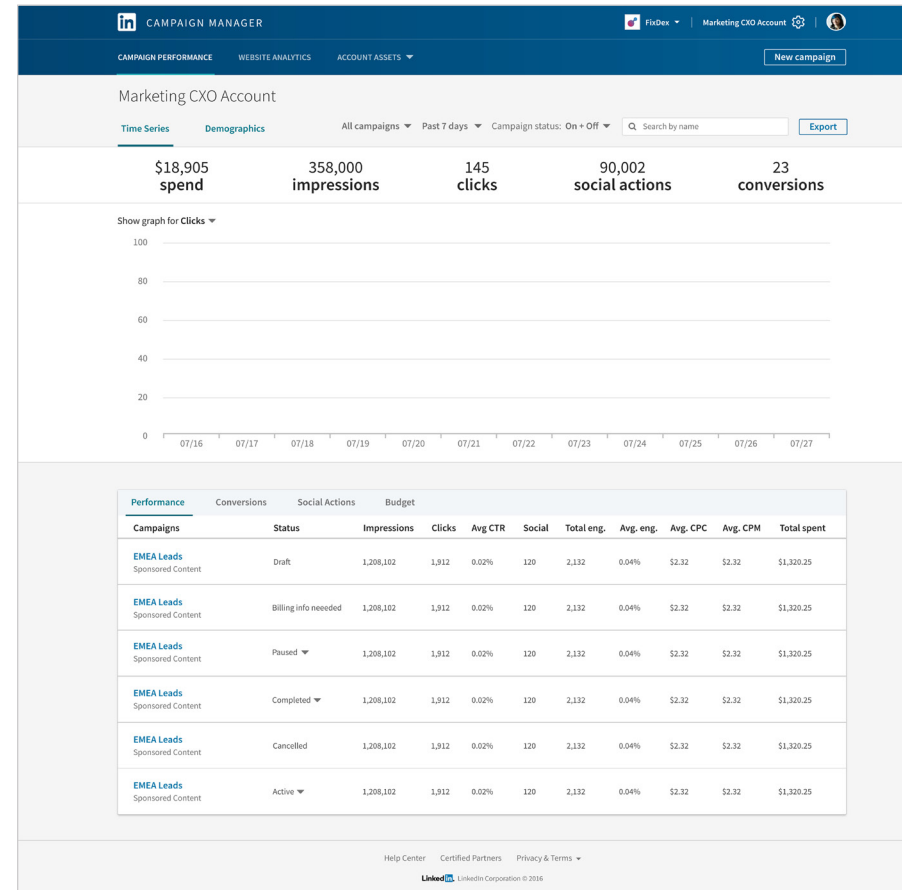 in CAMPAIGN MANAGER FixDex Marketing CXO Account
CAMPAIGN PERFORMANCE WEBSITE ANALYTICS ACCOUNT ASSETS New campaign
Marketing CXO Account
Time Series Demographics All campaigns Past 7 days Campaign status: On + Off Search by name Export
$18,905 358,000 145 90,002 23
spend impressions clicks social actions conversions
Show graph for Clicks
100
80
60
40
20
0
07/16 07/17 07/18 07/19 07/20 07/21 07/22 07/23 07/24 07/25 07/26 07/27
Performance Conversions Social Actions Budget
Campaigns Status Impressions Clicks Avg CTR Social Total eng. Avg. eng. Avg. CPC Avg. CPM Total spent
EMEA Leads
Sponsored Content
Draft 1,208,102 1,912 0.02% 120 2,132 0.04% $2.32 $2.32 $1,320.25
EMEA Leads
Sponsored Content
Billing info neeeded 1,208,102 1,912 0.02% 120 2,132 0.04% $2.32 $2.32 $1,320.25
EMEA Leads
Sponsored Content
Paused 1,208,102 1,912 0.02% 120 2,132 0.04% $2.32 $2.32 $1,320.25
EMEA Leads
Sponsored Content
Completed 1,208,102 1,912 0.02% 120 2,132 0.04% $2.32 $2.32 $1,320.25
EMEA Leads
Sponsored Content
Cancelled 1,208,102 1,912 0.02% 120 2,132 0.04% $2.32 $2.32 $1,320.25
EMEA Leads
Sponsored Content
Active 1,208,102 1,912 0.02% 120 2,132 0.04% $2.32 $2.32 $1,320.25
Help Center Certified Partners Privacy & Terms
Linked in. LinkedIn Corporation © 2016